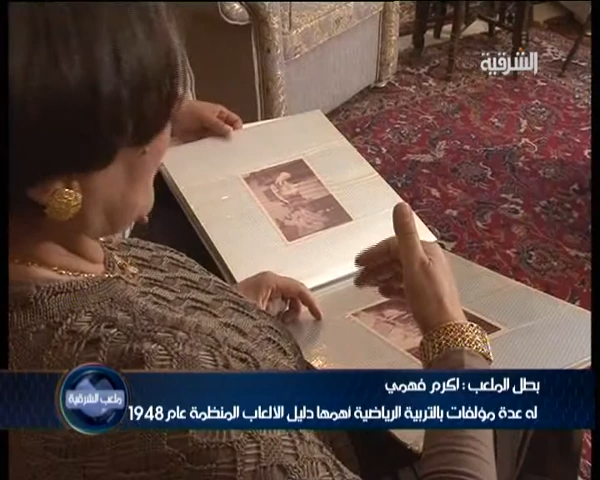 الشرقية
بطل الملعب : اكرم فهمي
ملعب الشرقية
له عدة مؤلفات بالتربية الرياضية اهمها دليل الالعاب المنظمة عام 1948